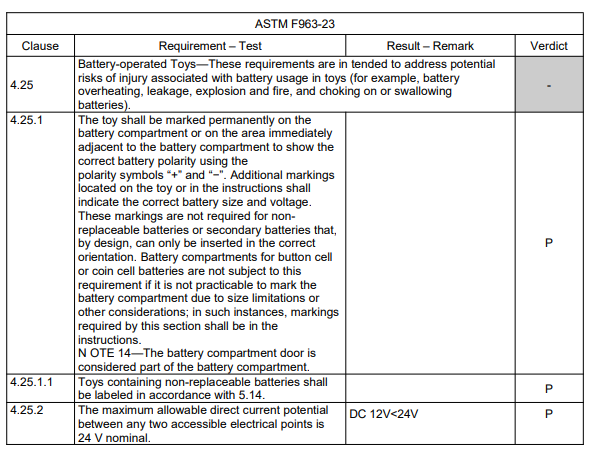 ASTM F963-23
Clause Requirement – Test Result – Remark Verdict
4.25 Battery-operated Toys—These requirements are in tended to address potential
risks of injury associated with battery usage in toys (for example, battery
overheating, leakage, explosion and fire, and choking on or swallowing
batteries). -
4.25.1 The toy shall be marked permanently on the
battery compartment or on the area immediately
adjacent to the battery compartment to show the
correct battery polarity using the
polarity symbols “+” and “−”. Additional markings
located on the toy or in the instructions shall
indicate the correct battery size and voltage.
These markings are not required for non-
replaceable batteries or secondary batteries that,
by design, can only be inserted in the correct
orientation. Battery compartments for button cell
or coin cell batteries are not subject to this
requirement if it is not practicable to mark the
battery compartment due to size limitations or
other considerations; in such instances, markings
required by this section shall be in the
instructions.
N OTE 14—The battery compartment door is
considered part of the battery compartment. P
4.25.1.1 Toys containing non-replaceable batteries shall
be labeled in accordance with 5.14. P
4.25.2 The maximum allowable direct current potential DC 12V<24V P
between any two accessible electrical points is
24 V nominal.